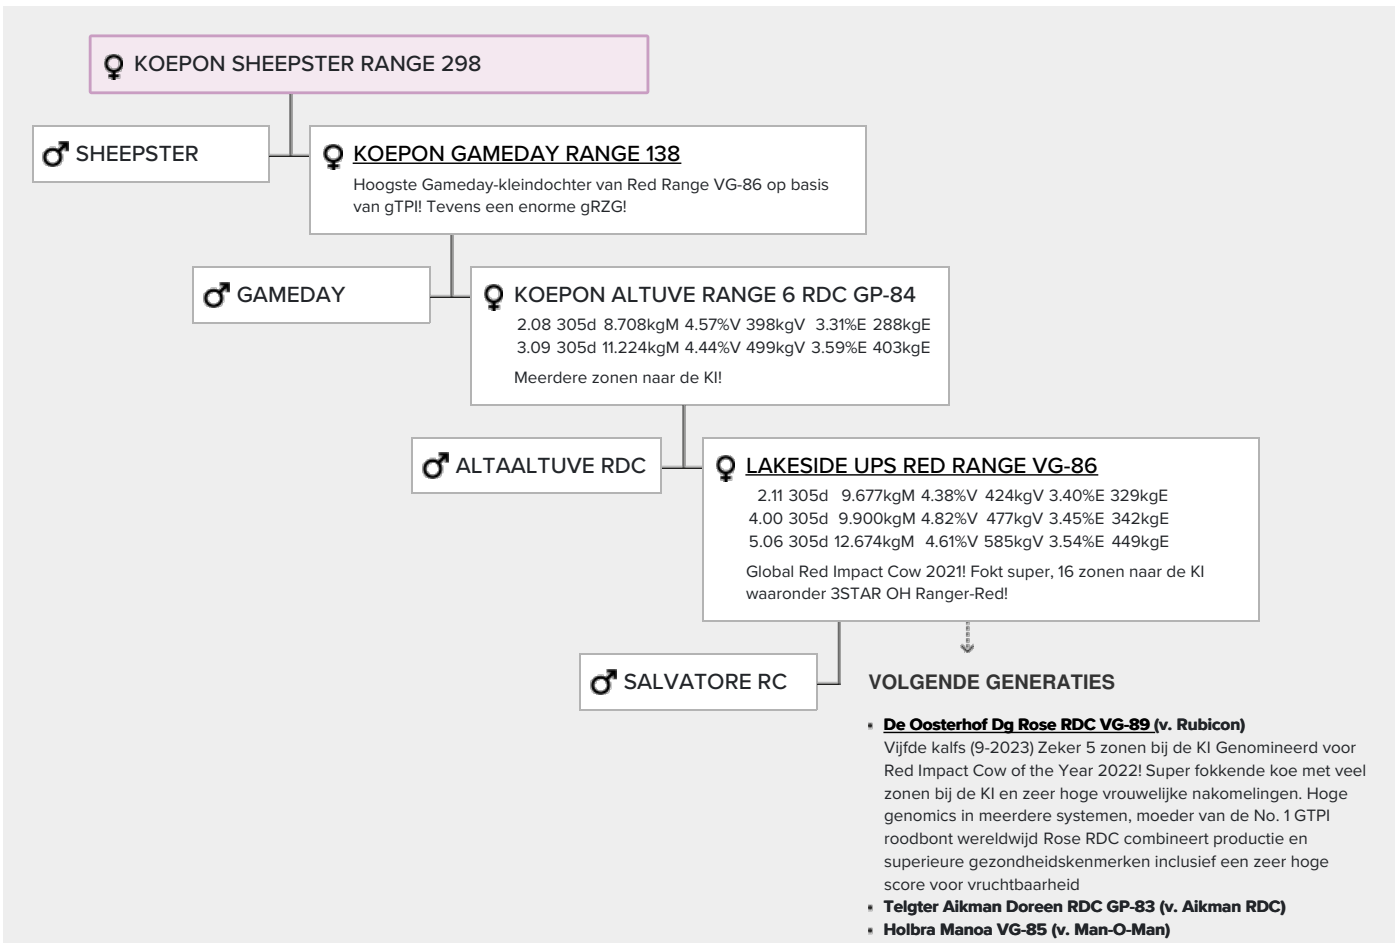 KOEPON SHEEPSTER RANGE 298
SHEEPSTER
KOEPON GAMEDAY RANGE 138
Hoogste Gameday-kleindochter van Red Range VG-86 op basis
van gTPI! Tevens een enorme gRZG!
GAMEDAY
KOEPON ALTUVE RANGE 6 RDC GP-84
2.08 305d 8.708kgM 4.57%V 398kgV 3.31%E 288kgE
3.09 305d 11.224kgM 4.44%V 499kgV 3.59%E 403kgE
Meerdere zonen naar de KI!
ALTAALTUVE RDC
LAKESIDE UPS RED RANGE VG-86
2.11 305d 9.677kgM 4.38%V 424kgV 3.40%E 329kgE
4.00 305d 9.900kgM 4.82%V 477kgV 3.45%E 342kgE
5.06 305d 12.674kgM 4.61%V 585kgV 3.54%E 449kgE
Global Red Impact Cow 2021! Fokt super, 16 zonen naar de KI
waaronder 3STAR OH Ranger-Red!
SALVATORE RC
VOLGENDE GENERATIES
De Oosterhof Dg Rose RDC VG-89 (v. Rubicon)
Vijfde kalfs (9-2023) Zeker 5 zonen bij de KI Genomineerd voor
Red Impact Cow of the Year 2022! Super fokkende koe met veel
zonen bij de KI en zeer hoge vrouwelijke nakomelingen. Hoge
genomics in meerdere systemen, moeder van de No. 1 GTPI
roodbont wereldwijd Rose RDC combineert productie en
superieure gezondheidskenmerken inclusief een zeer hoge
score voor vruchtbaarheid
Telgter Aikman Doreen RDC GP-83 (v. Aikman RDC)
Holbra Manoa VG-85 (v. Man-O-Man)